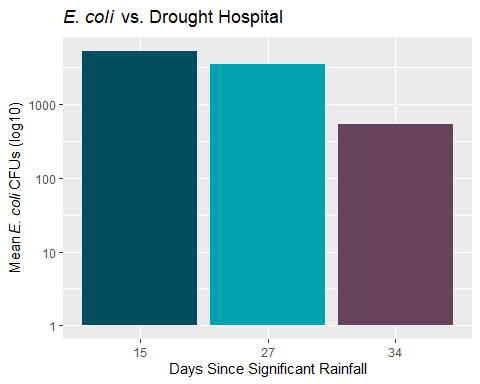 E. coli vs. Drought Hospital
Mean E. coli CFUs (log10)
1000
100
10
1
15 27 34
Days Since Significant Rainfall